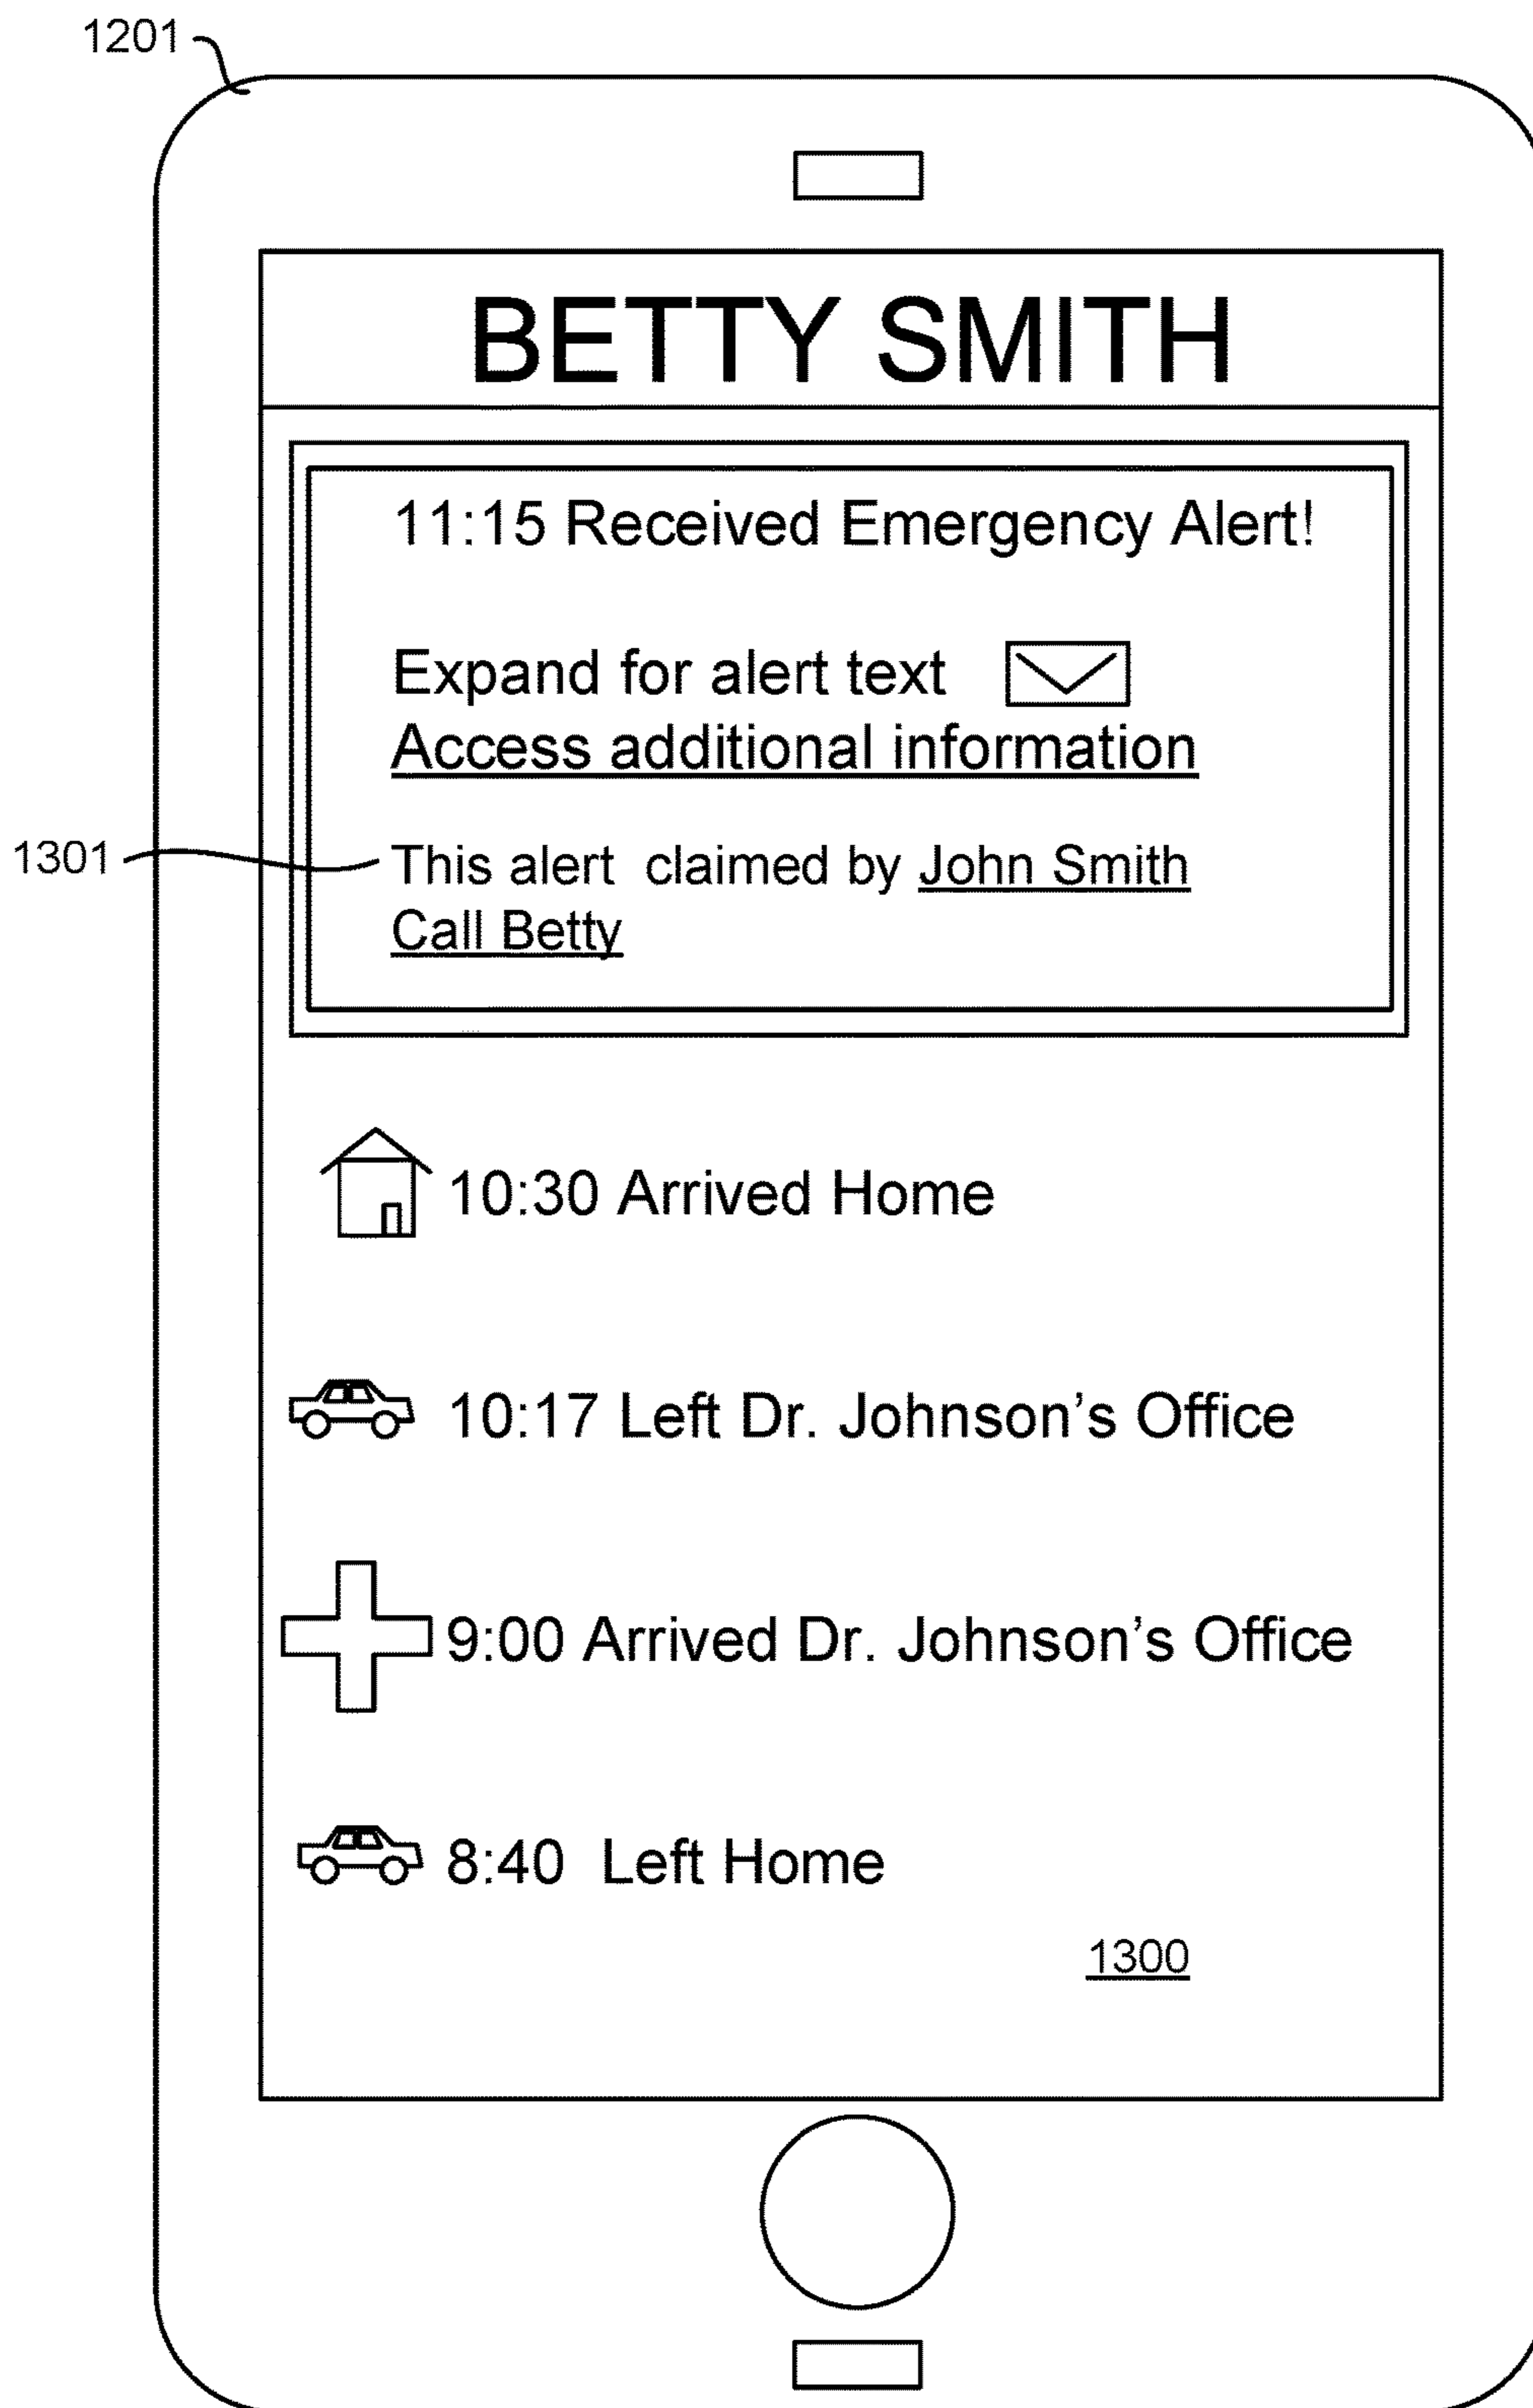 1201
BETTY SMITH
11:15 Received Emergency Alert!
Expand for alert text
Access additional information
1301
This alert claimed by John Smith
Call Betty
10:30 Arrived Home
10:17 Left Dr. Johnson's Office
9:00 Arrived Dr. Johnson's Office
8:40 Left Home
1300